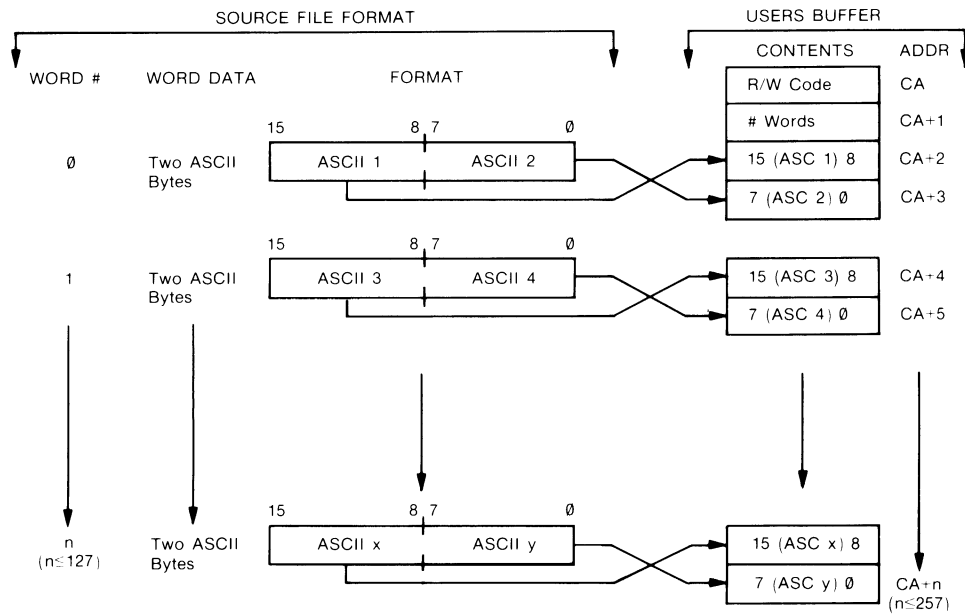 SOURCE FILE FORMAT
USERS BUFFER
WORD #
WORD DATA
FORMAT
CONTENTS
ADDR
R/W Code
CA
# Words
CA+1
15
8
7
Ø
Ø
Two ASCII
Bytes
ASCII 1
ASCII 2
15 (ASC 1) 8
CA+2
7 (ASC 2) Ø
CA+3
15
8
7
Ø
1
Two ASCII
Bytes
ASCII 3
ASCII 4
15 (ASC 3) 8
CA+4
7 (ASC 4) Ø
CA+5
15
8
7
Ø
n
(n≤127)
Two ASCII
Bytes
ASCII x
ASCII y
15 (ASC x) 8
7 (ASC y) Ø
CA+n
(n≤257)